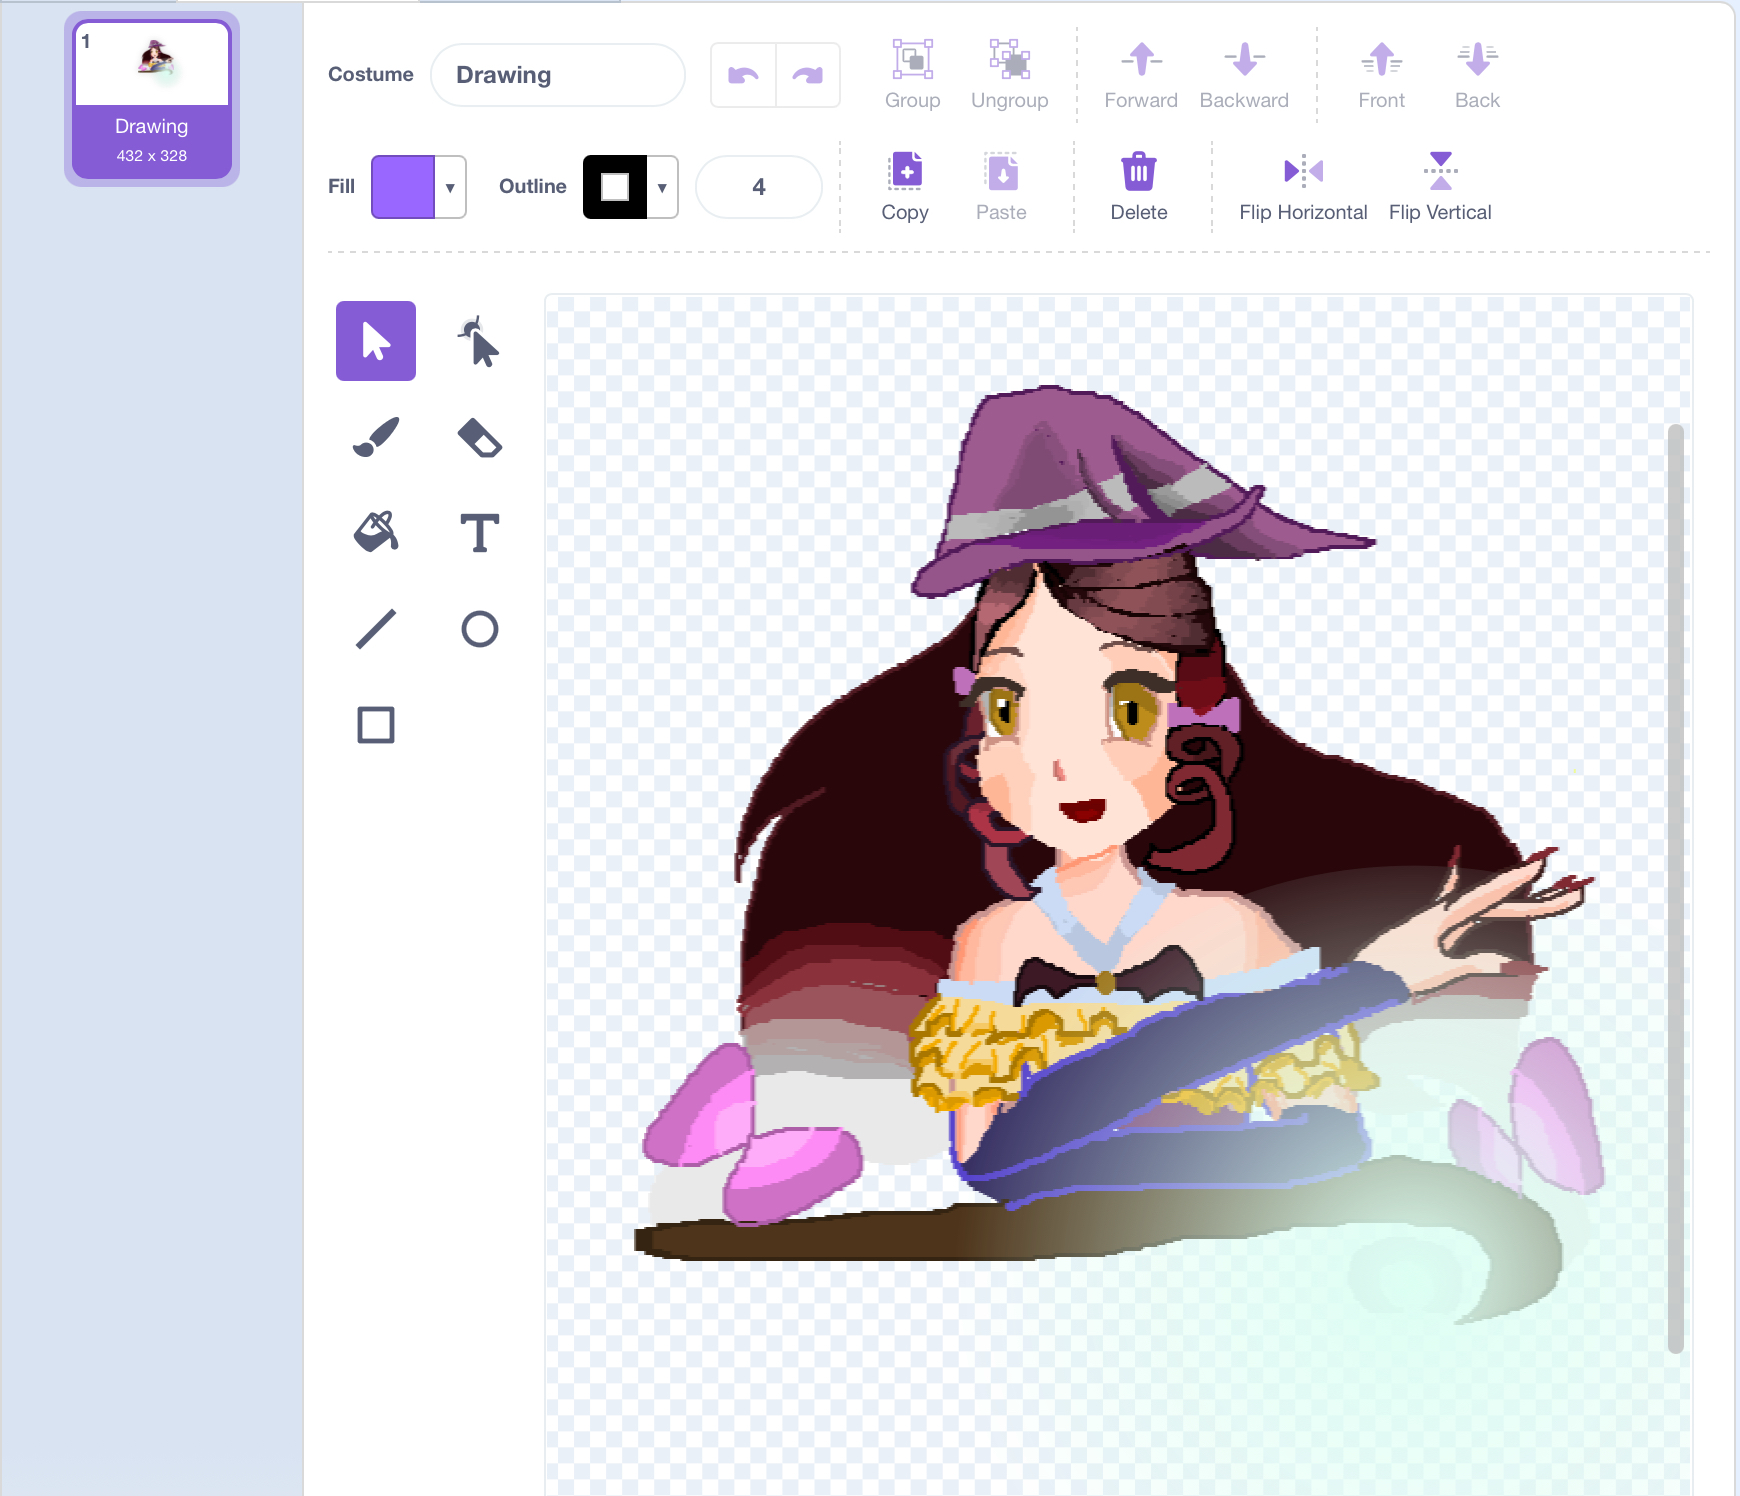 1
Drawing
432 x 328
Costume
Drawing
Group
Ungroup
Forward
Backward
Front
Back
Fill
Outline
4
Copy
Paste
Delete
Flip Horizontal
Flip Vertical
T